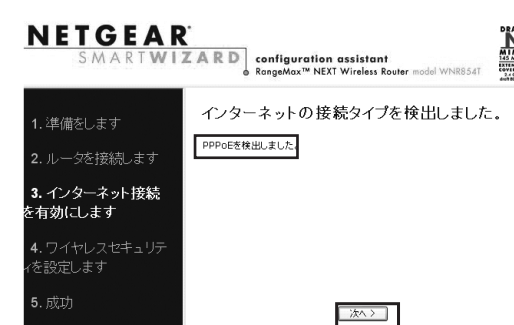 NETGEAR
SMARTWIZARD
configuration assistant
RangeMax™ NEXT Wireless Router model WNR854T
インターネットの接続タイプを検出しました。
PPPoEを検出しました。
1. 準備をします
2. ルータを接続します
3. インターネット接続
を有効にします
4. ワイヤレスセキュリテ
ィを設定します
5. 成功
次へ >